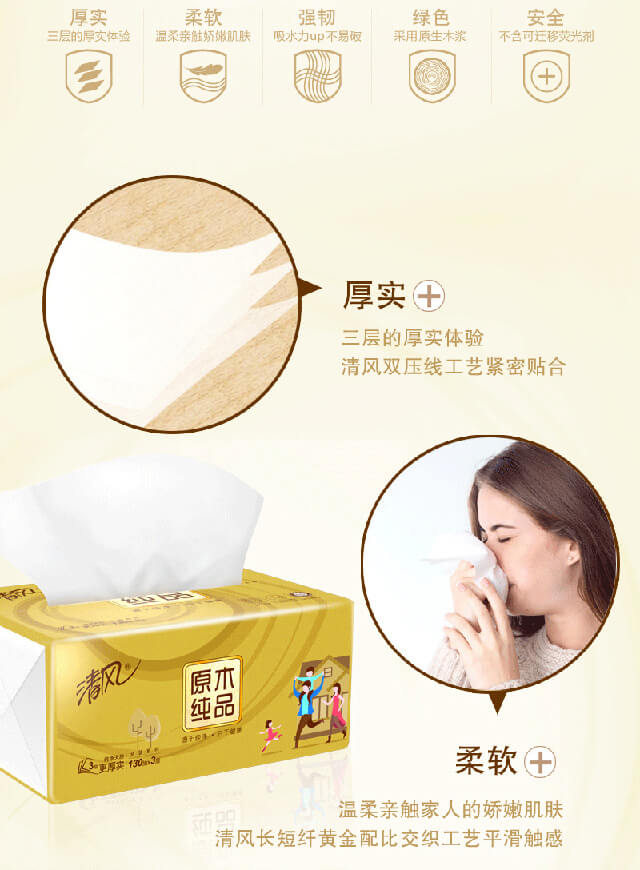 厚实
三层的厚实体验
柔软
温柔亲触娇嫩肌肤
强韧
吸水力up不易破
绿色
采用原生木浆
安全
不含可迁移荧光剂
厚实
三层的厚实体验
清风双压线工艺紧密贴合
清风
原木
纯品
更厚实
柔软
温柔亲触家人的娇嫩肌肤
清风长短纤黄金配比交织工艺平滑触感